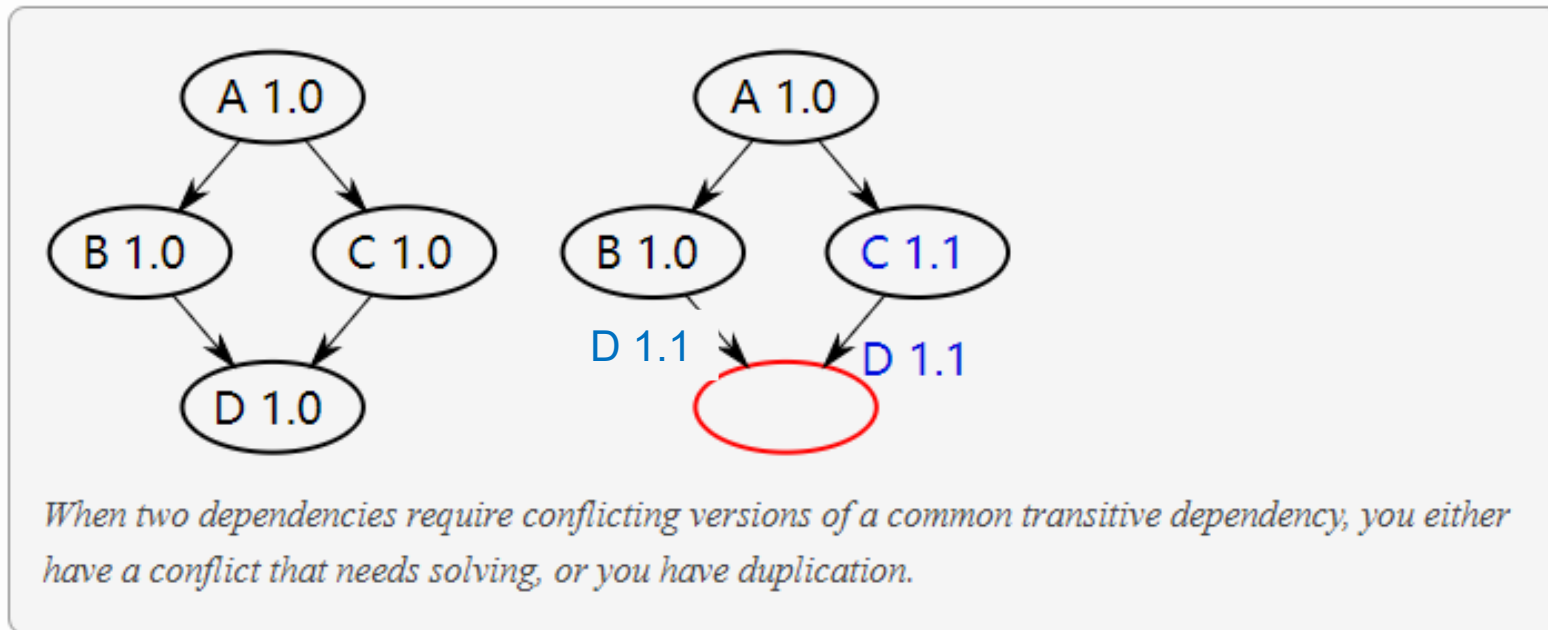 A 1.0 A 1.0
B 1.0 C 1.0 B 1.0 C 1.1
D 1.1 D 1.1
D 1.0
When two dependencies require conflicting versions of a common transitive dependency, you either
have a conflict that needs solving, or you have duplication.